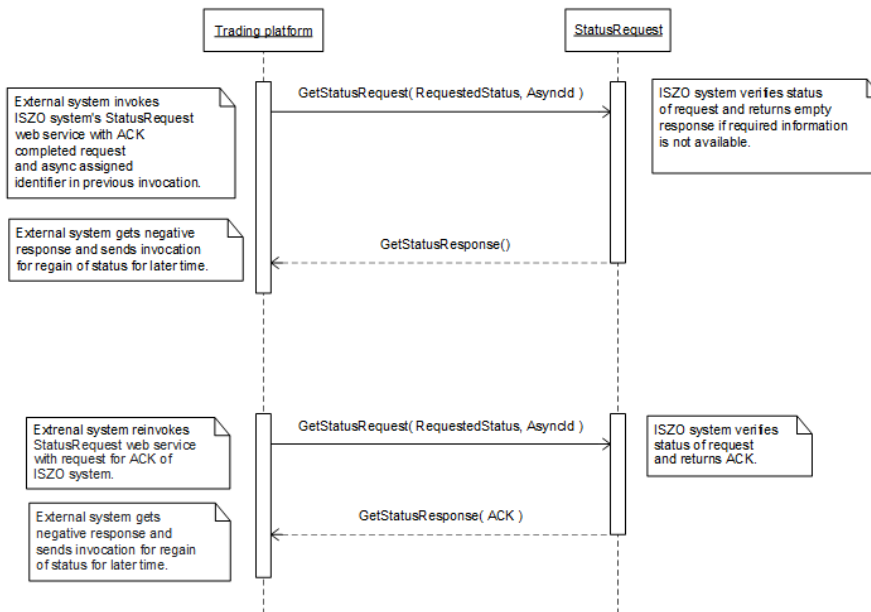 Trading platform
StatusRequest
External system invokes
ISZO system's StatusRequest
web service with ACK
completed request
and async assigned
identifier in previous invocation.
GetStatusRequest( RequestedStatus, AsyncId )
ISZO system verifies status
of request and returns empty
response if required information
is not available.
External system gets negative
response and sends invocation
for regain of status for later time.
GetStatusResponse()
Extrenal system reinvokes
StatusRequest web service
with request for ACK of
ISZO system.
GetStatusRequest( RequestedStatus, AsyncId )
ISZO system verifies
status of request
and returns ACK.
External system gets
negative response and
sends invocation for regain
of status for later time.
GetStatusResponse( ACK )